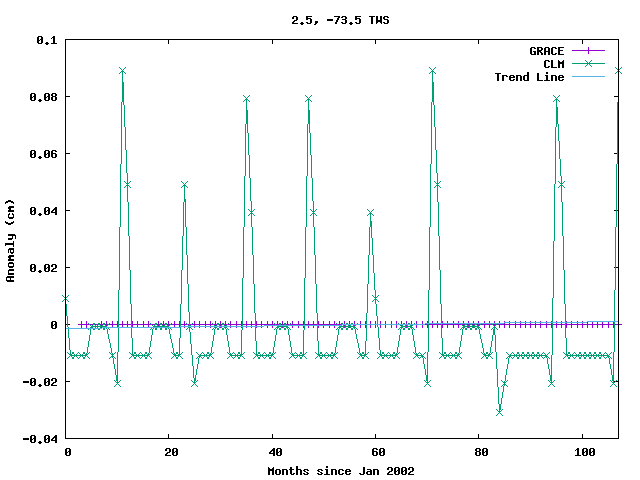 2.5, -73.5 TWS
0.1
0.08
0.06
0.04
0.02
0
-0.02
-0.04
Anomaly (cm)
GRACE
CLM
Trend Line
0 20 40 60 80 100
Months since Jan 2002